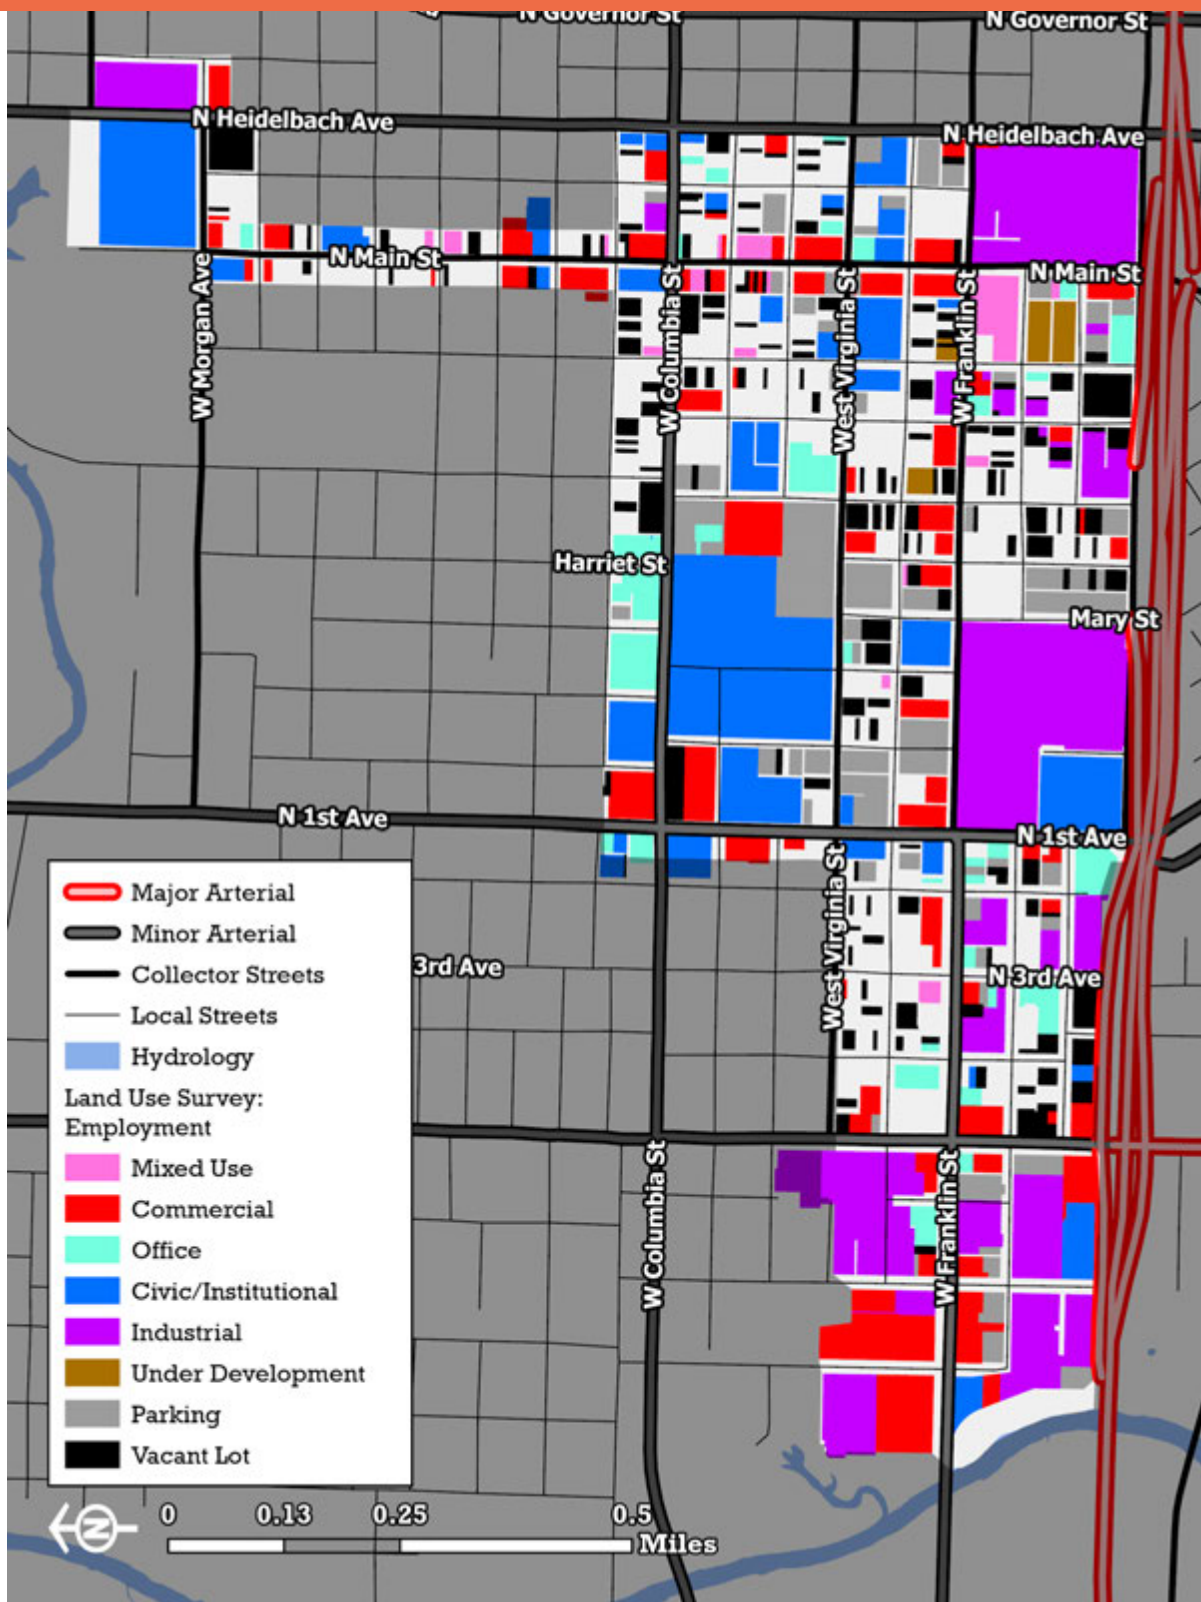 N Governor St
N Governor St
N Heidelbach Ave
N Heidelbach Ave
N Main St
N Main St
W Morgan Ave
W Columbia St
West Virginia St
W Franklin St
Harriet St
Mary St
N 1st Ave
N 1st Ave
West Virginia St
3rd Ave
N 3rd Ave
W Columbia St
W Franklin St
Major Arterial
Minor Arterial
Collector Streets
Local Streets
Hydrology
Land Use Survey:
Employment
Mixed Use
Commercial
Office
Civic/Institutional
Industrial
Under Development
Parking
Vacant Lot
N
0 0.13 0.25 0.5
Miles